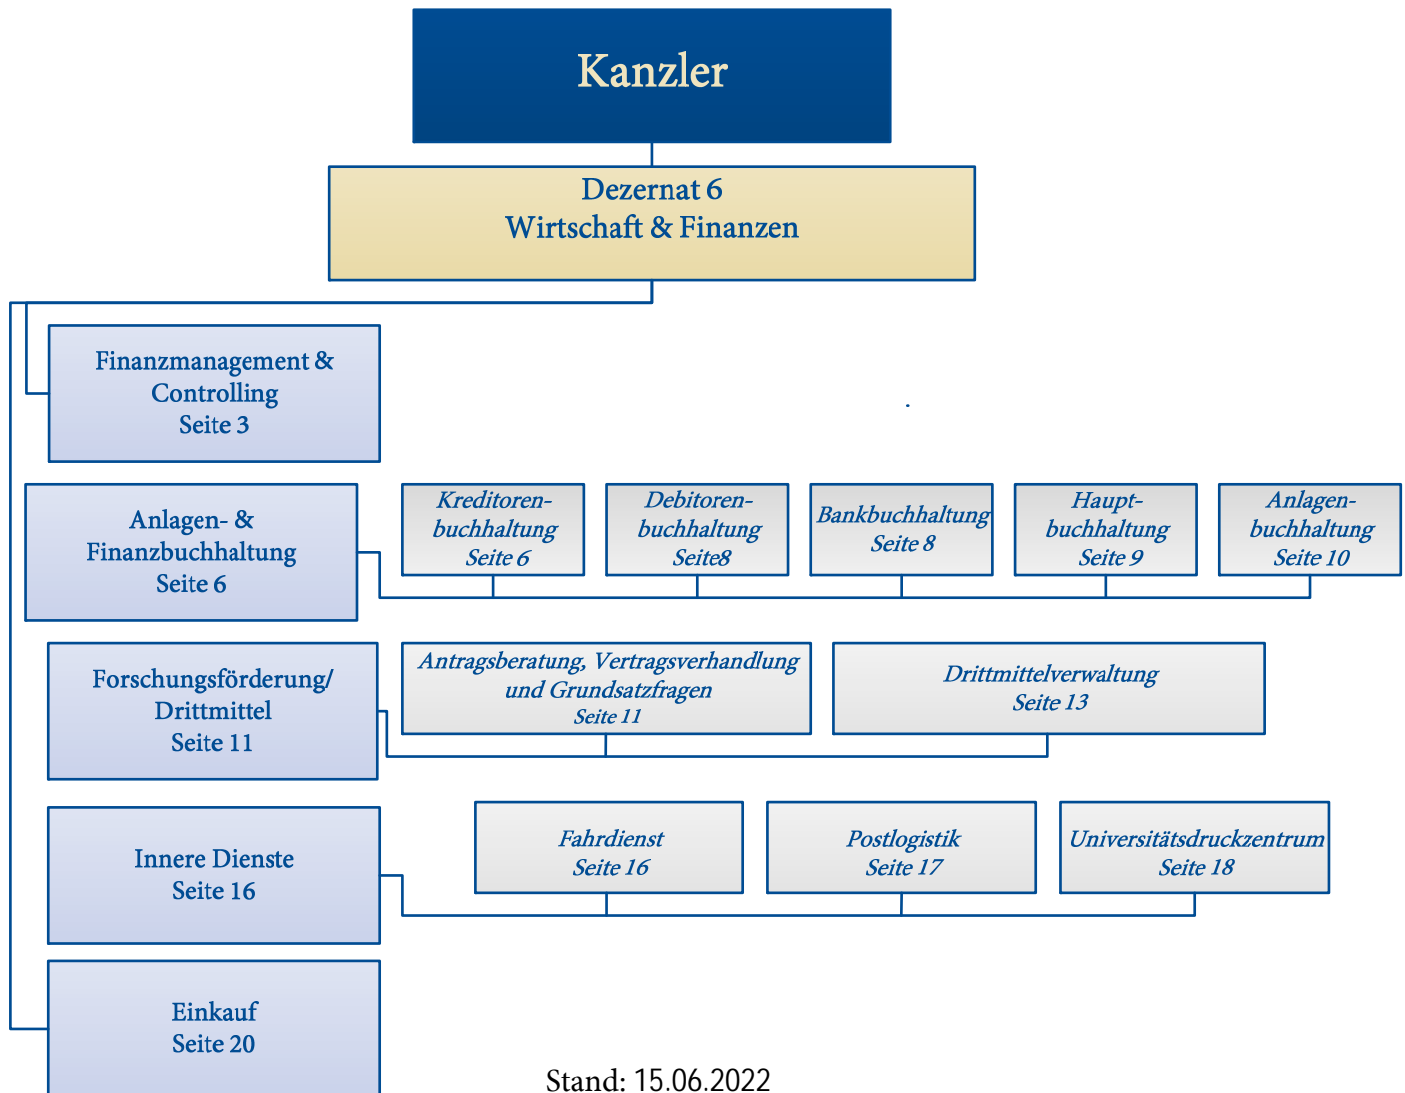 Kanzler
Dezernat 6
Wirtschaft & Finanzen
Finanzmanagement &
Controlling
Seite 3
.
Anlagen- &
Finanzbuchhaltung
Seite 6
Kreditoren-
buchhaltung
Seite 6
Debitoren-
buchhaltung
Seite8
Bankbuchhaltung
Seite 8
Haupt-
buchhaltung
Seite 9
Anlagen-
buchhaltung
Seite 10
Forschungsförderung/
Drittmittel
Seite 11
Antragsberatung, Vertragsverhandlung
und Grundsatzfragen
Seite 11
Drittmittelverwaltung
Seite 13
Innere Dienste
Seite 16
Fahrdienst
Seite 16
Postlogistik
Seite 17
Universitätsdruckzentrum
Seite 18
Einkauf
Seite 20
Stand: 15.06.2022